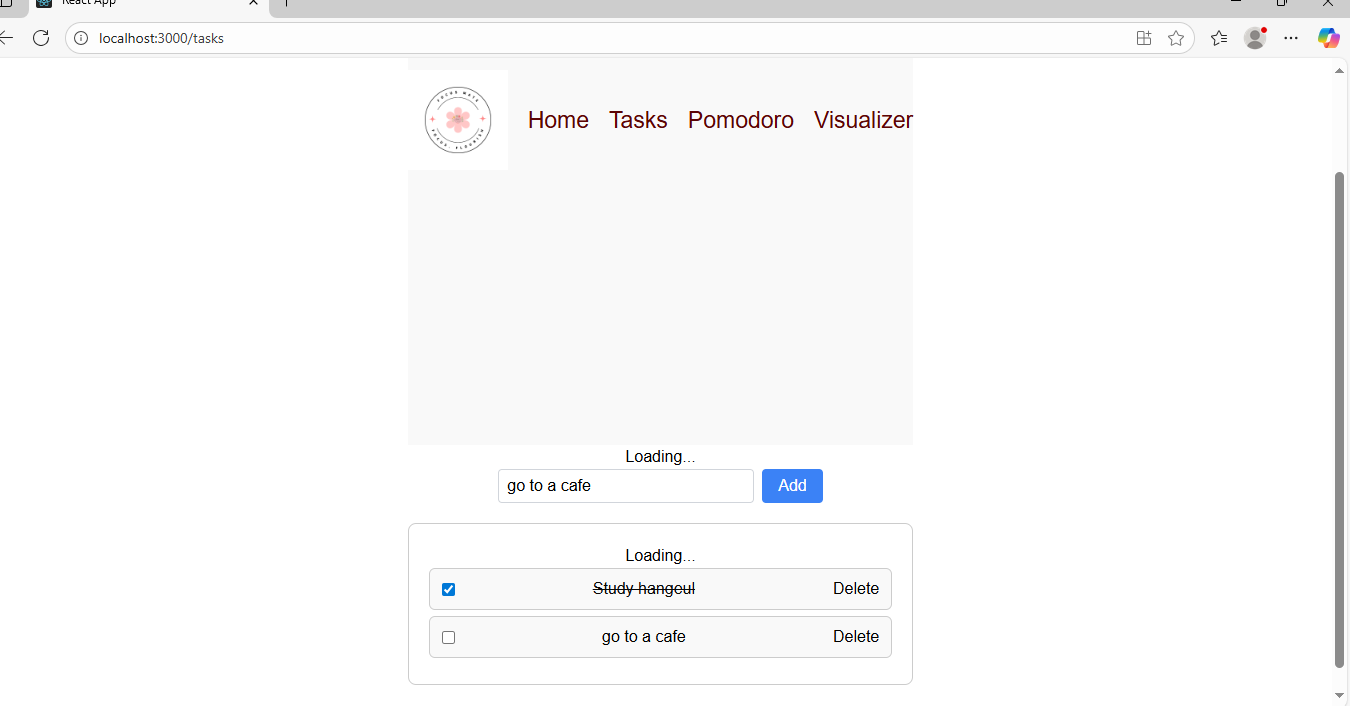 React App
localhost:3000/tasks
Home Tasks Pomodoro Visualizer
Loading...
go to a cafe Add
Loading...
Study hangeul Delete
go to a cafe Delete